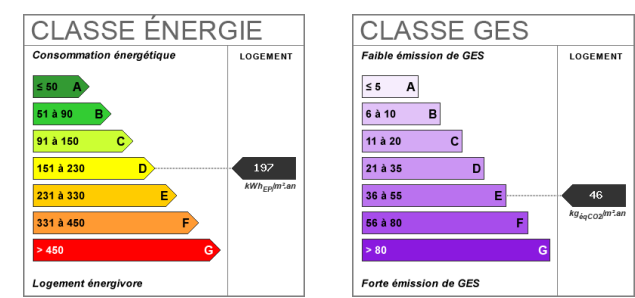 CLASSE ÉNERGIE
Consommation énergétique
LOGEMENT
≤ 50 A
51 à 90 B
91 à 150 C
151 à 230 D
197
kWhEP/m².an
231 à 330 E
331 à 450 F
> 450 G
Logement énergivore
CLASSE GES
Faible émission de GES
LOGEMENT
≤ 5 A
6 à 10 B
11 à 20 C
21 à 35 D
36 à 55 E
46
kgéqCO2/m².an
56 à 80 F
> 80 G
Forte émission de GES